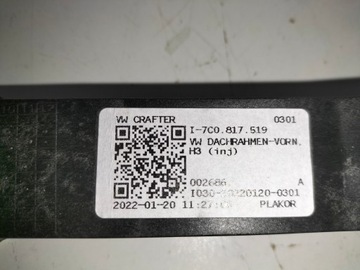 VW CRAFTER 0301
I-7C0.817.519
VW DACHRAHMEN-VORN.
H3 (inj)
002686. A
2022-01-20 PLAKOR